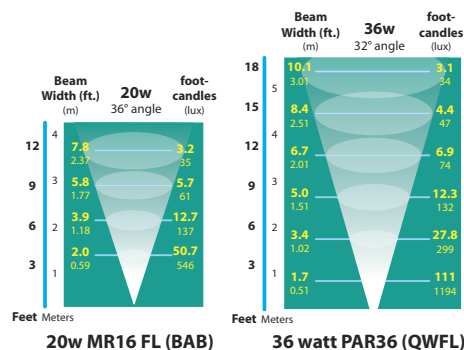 Beam
Width (ft.)
(m)
20w
36° angle
foot-
candles
(lux)
12
9
6
3
4
3
2
1
7.8
2.37
3.2
35
5.8
1.77
5.7
61
3.9
1.18
12.7
137
2.0
0.59
50.7
546
Feet Meters
20w MR16 FL (BAB)
Beam
Width (ft.)
(m)
36w
32° angle
foot-
candles
(lux)
18
15
12
9
6
3
5
4
3
2
1
10.1
3.01
3.1
34
8.4
2.51
4.4
47
6.7
2.01
6.9
74
5.0
1.51
12.3
132
3.4
1.02
27.8
299
1.7
0.51
111
1194
Feet Meters
36 watt PAR36 (QWFL)